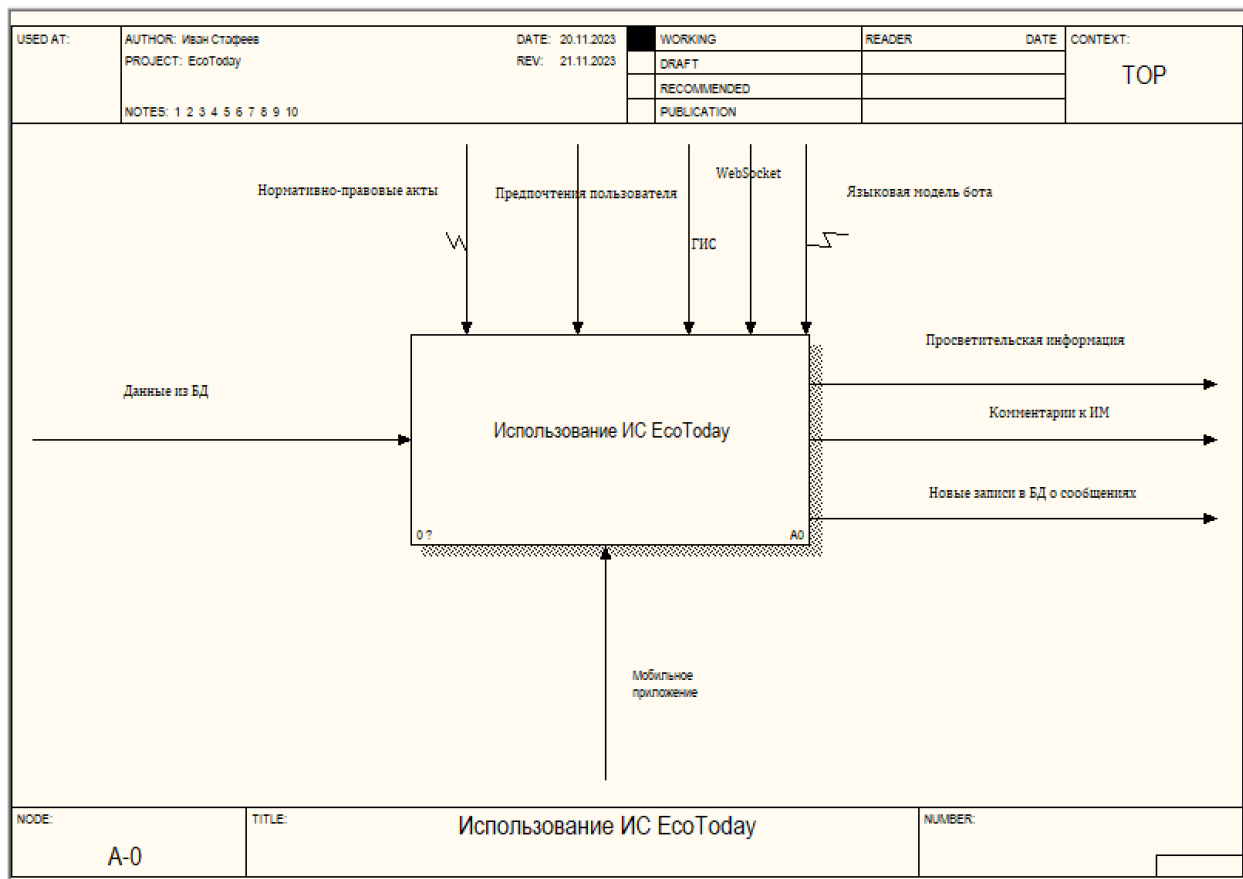 USED AT:
AUTHOR: Иван Стафеев
DATE: 20.11.2023
WORKING
READER
DATE
CONTEXT:
PROJECT: EcoToday
REV: 21.11.2023
DRAFT
TOP
RECOMMENDED
NOTES: 1 2 3 4 5 6 7 8 9 10
PUBLICATION
WebSocket
Нормативно-правовые акты
Предпочтения пользователя
Языковая модель бота
ГИС
Просветительская информация
Данные из БД
Комментарии к ИМ
Использование ИС EcoToday
Новые записи в БД о сообщениях
0 ?
A0
Мобильное
приложение
NODE:
TITLE:
NUMBER:
Использование ИС EcoToday
A-0